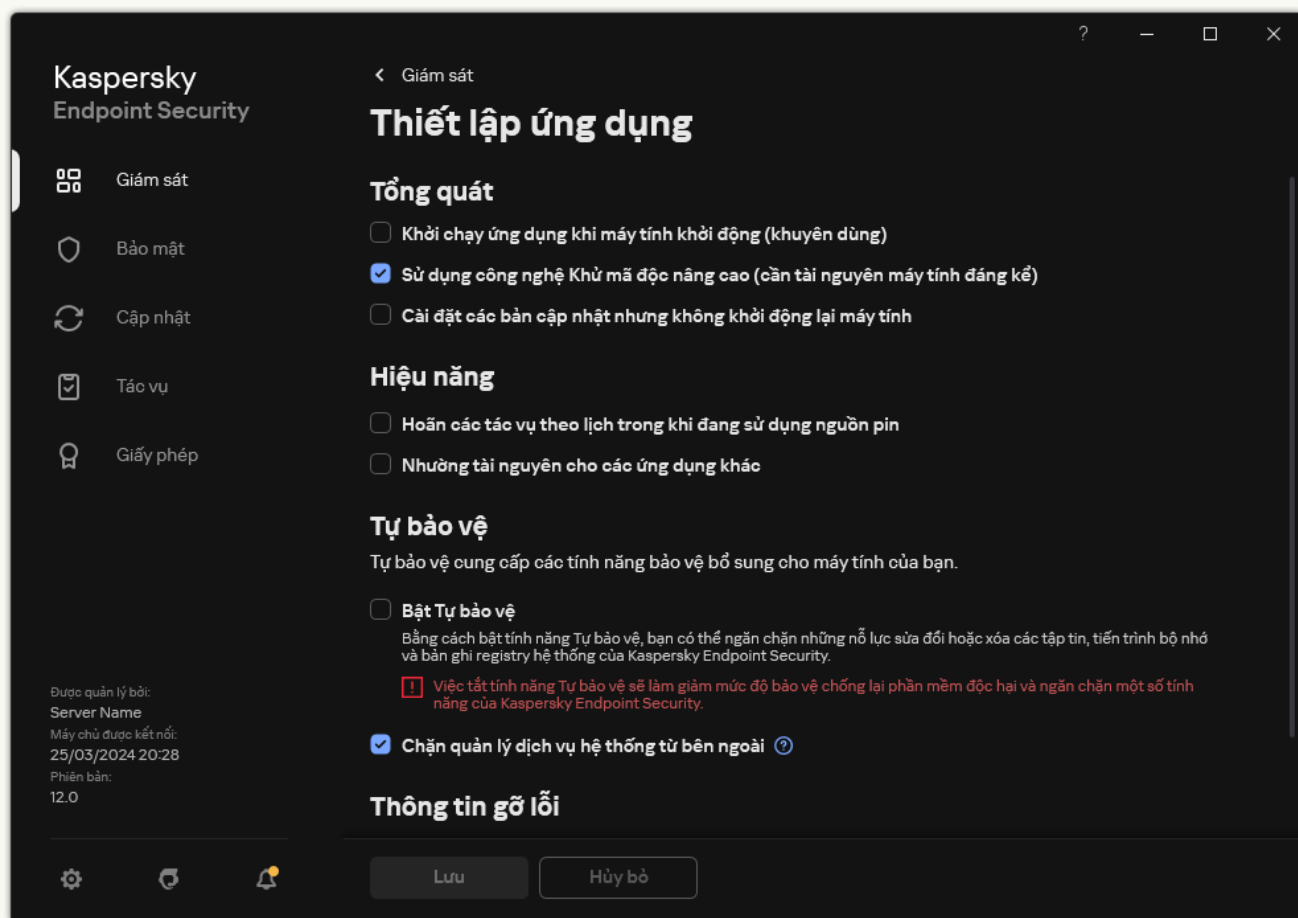 ?
Kaspersky
Endpoint Security
Giám sát
Bảo mật
Cập nhật
Tác vụ
Giấy phép
Được quản lý bởi:
Server Name
Máy chủ được kết nối:
25/03/2024 20:28
Phiên bản:
12.0
Giám sát
Thiết lập ứng dụng
Tổng quát
Khởi chạy ứng dụng khi máy tính khởi động (khuyên dùng)
Sử dụng công nghệ Khử mã độc nâng cao (cần tài nguyên máy tính đáng kể)
Cài đặt các bản cập nhật nhưng không khởi động lại máy tính
Hiệu năng
Hoãn các tác vụ theo lịch trong khi đang sử dụng nguồn pin
Nhường tài nguyên cho các ứng dụng khác
Tự bảo vệ
Tự bảo vệ cung cấp các tính năng bảo vệ bổ sung cho máy tính của bạn.
Bật Tự bảo vệ
Bằng cách bật tính năng Tự bảo vệ, bạn có thể ngăn chặn những nỗ lực sửa đổi hoặc xóa các tập tin, tiến trình bộ nhớ
và bản ghi registry hệ thống của Kaspersky Endpoint Security.
Việc tắt tính năng Tự bảo vệ sẽ làm giảm mức độ bảo vệ chống lại phần mềm độc hại và ngăn chặn một số tính
năng của Kaspersky Endpoint Security.
Chặn quản lý dịch vụ hệ thống từ bên ngoài
Thông tin gỡ lỗi
Lưu
Hủy bỏ